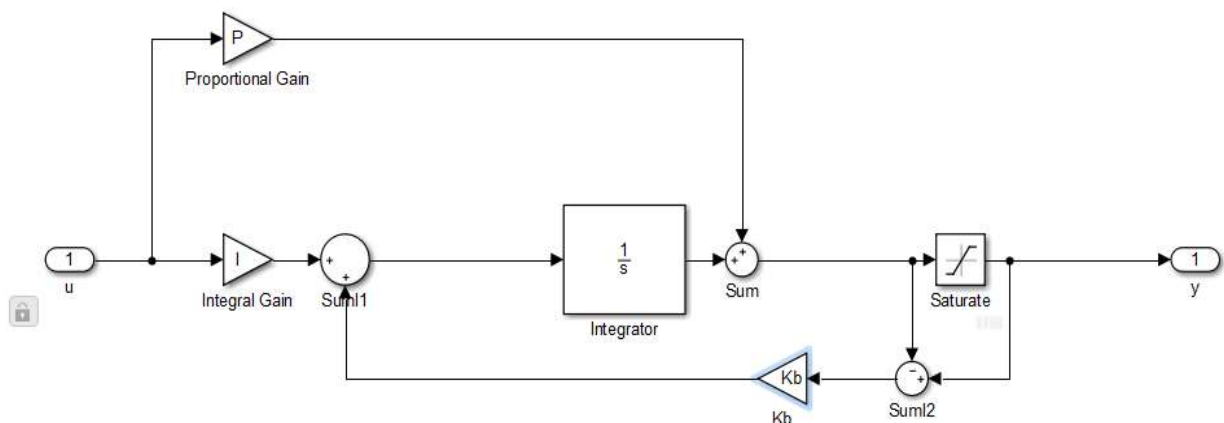 P
Proportional Gain
1
u
I
Integral Gain
+
+
SumI1
1
s
Integrator
+
+
Sum
Saturate
1
y
Kb
Kb
−
+
SumI2